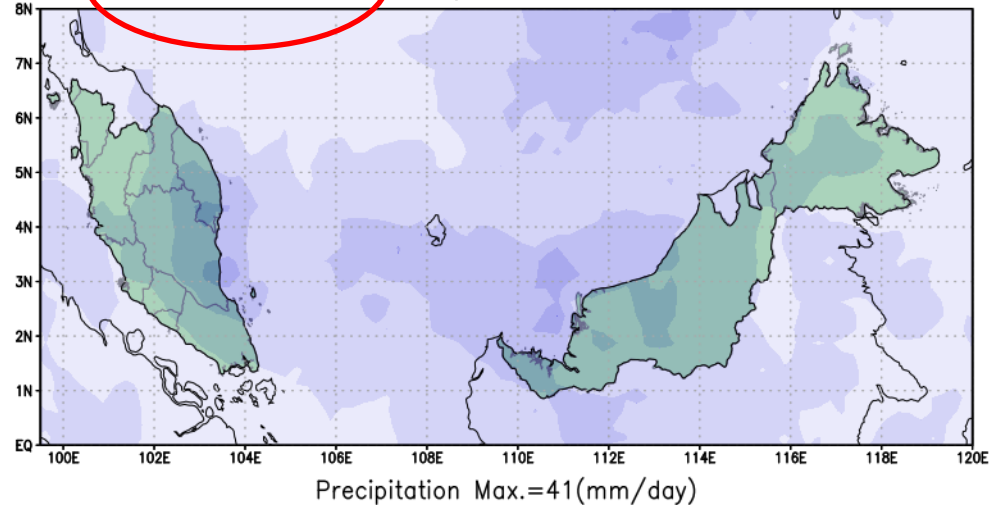 8N
7N
6N
5N
4N
3N
2N
1N
EQ
100E 102E 104E 106E 108E 110E 112E 114E 116E 118E 120E
Precipitation Max.=41(mm/day)